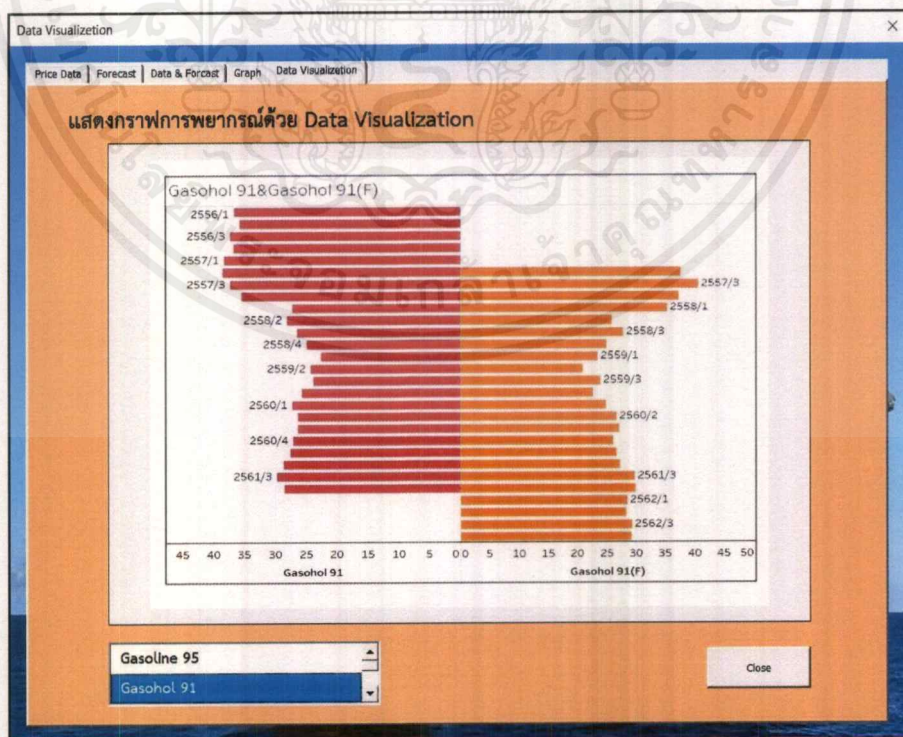 Data Visualizetion
Price Data Forecast Data & Forcast Graph Data Visualizetion
แสดงกราฟการพยากรณ์ด้วย Data Visualization
Gasohol 91&Gasohol 91(F)
2556/1
2556/3
2557/1
2557/3
2558/2
2558/4
2559/2
2560/1
2560/4
2561/3
2557/3
2558/1
2558/3
2559/1
2559/3
2560/2
2561/3
2562/1
2562/3
45 40 35 30 25 20 15 10 5 0 0 5 10 15 20 25 30 35 40 45 50
Gasohol 91 Gasohol 91(F)
Gasoline 95
Gasohol 91
Close